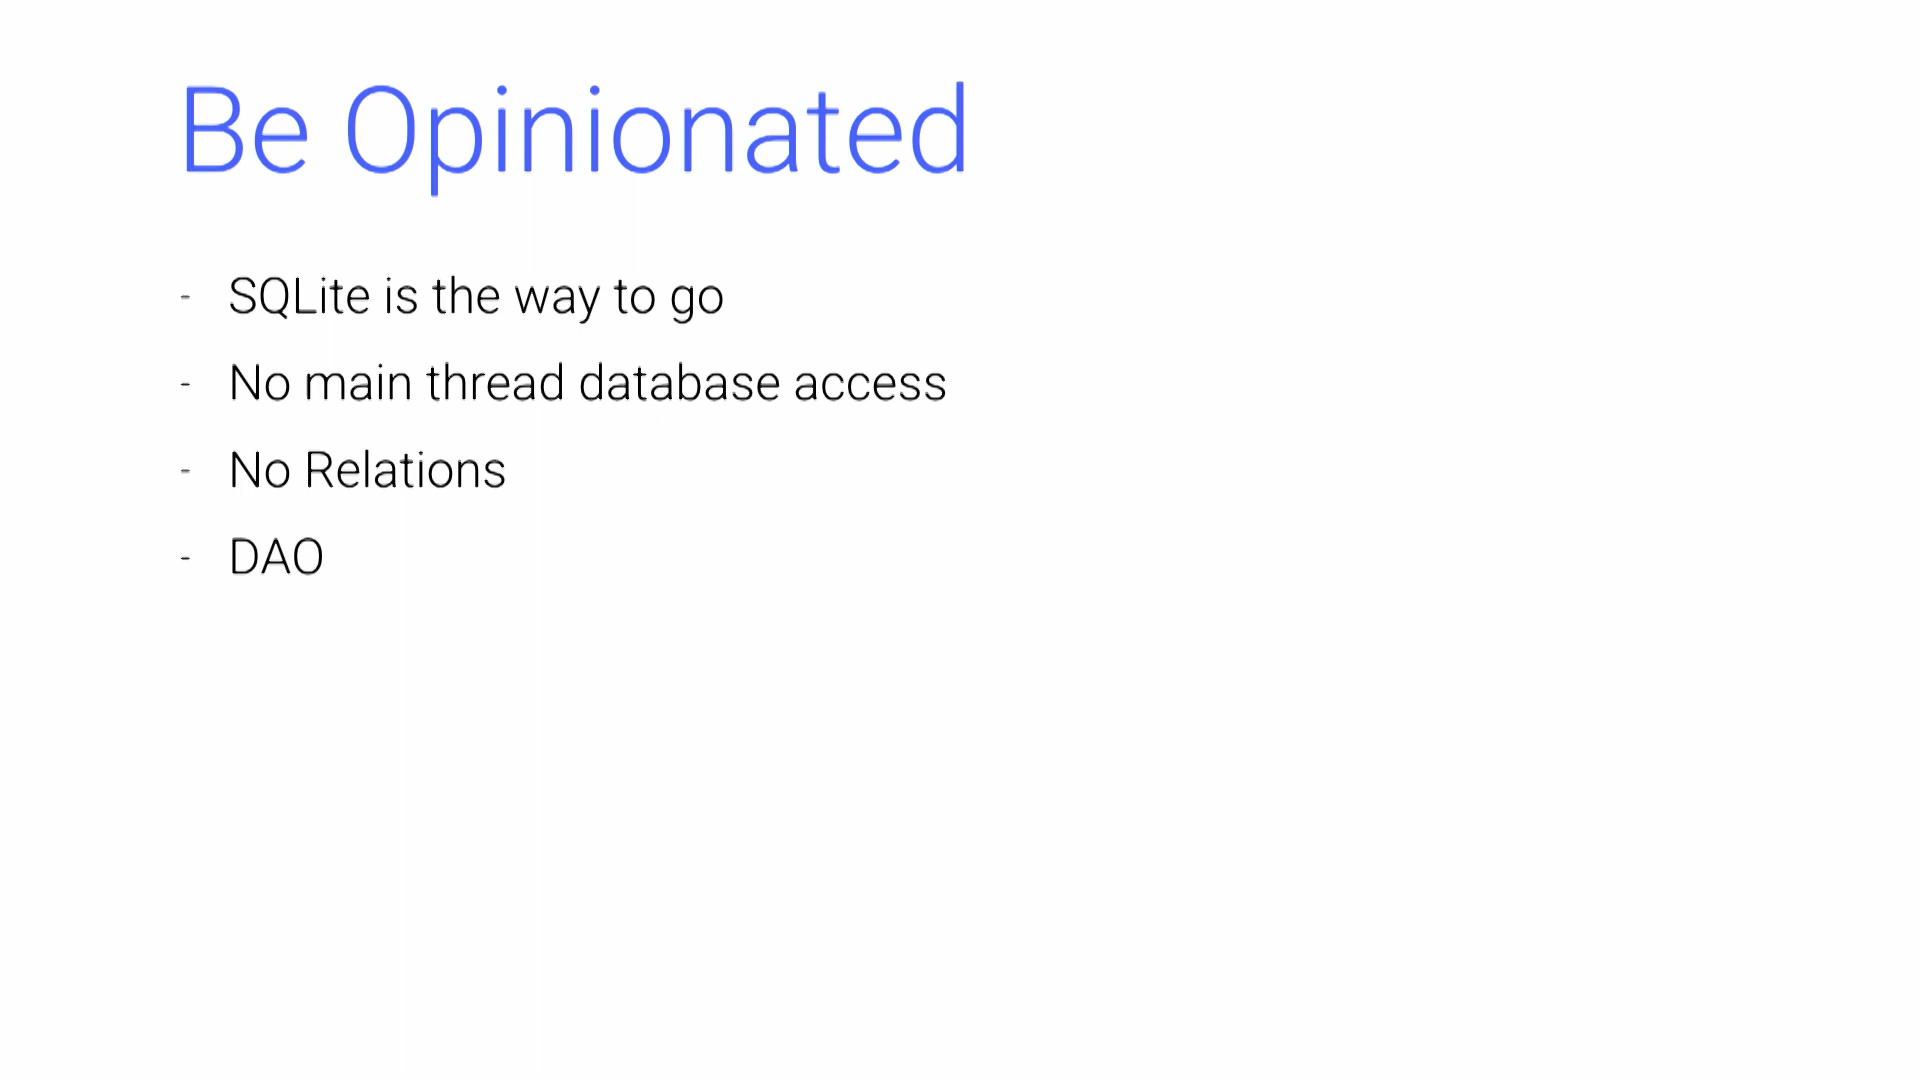 Be Opinionated
- SQLite is the way to go
- No main thread database access
- No Relations
- DAO